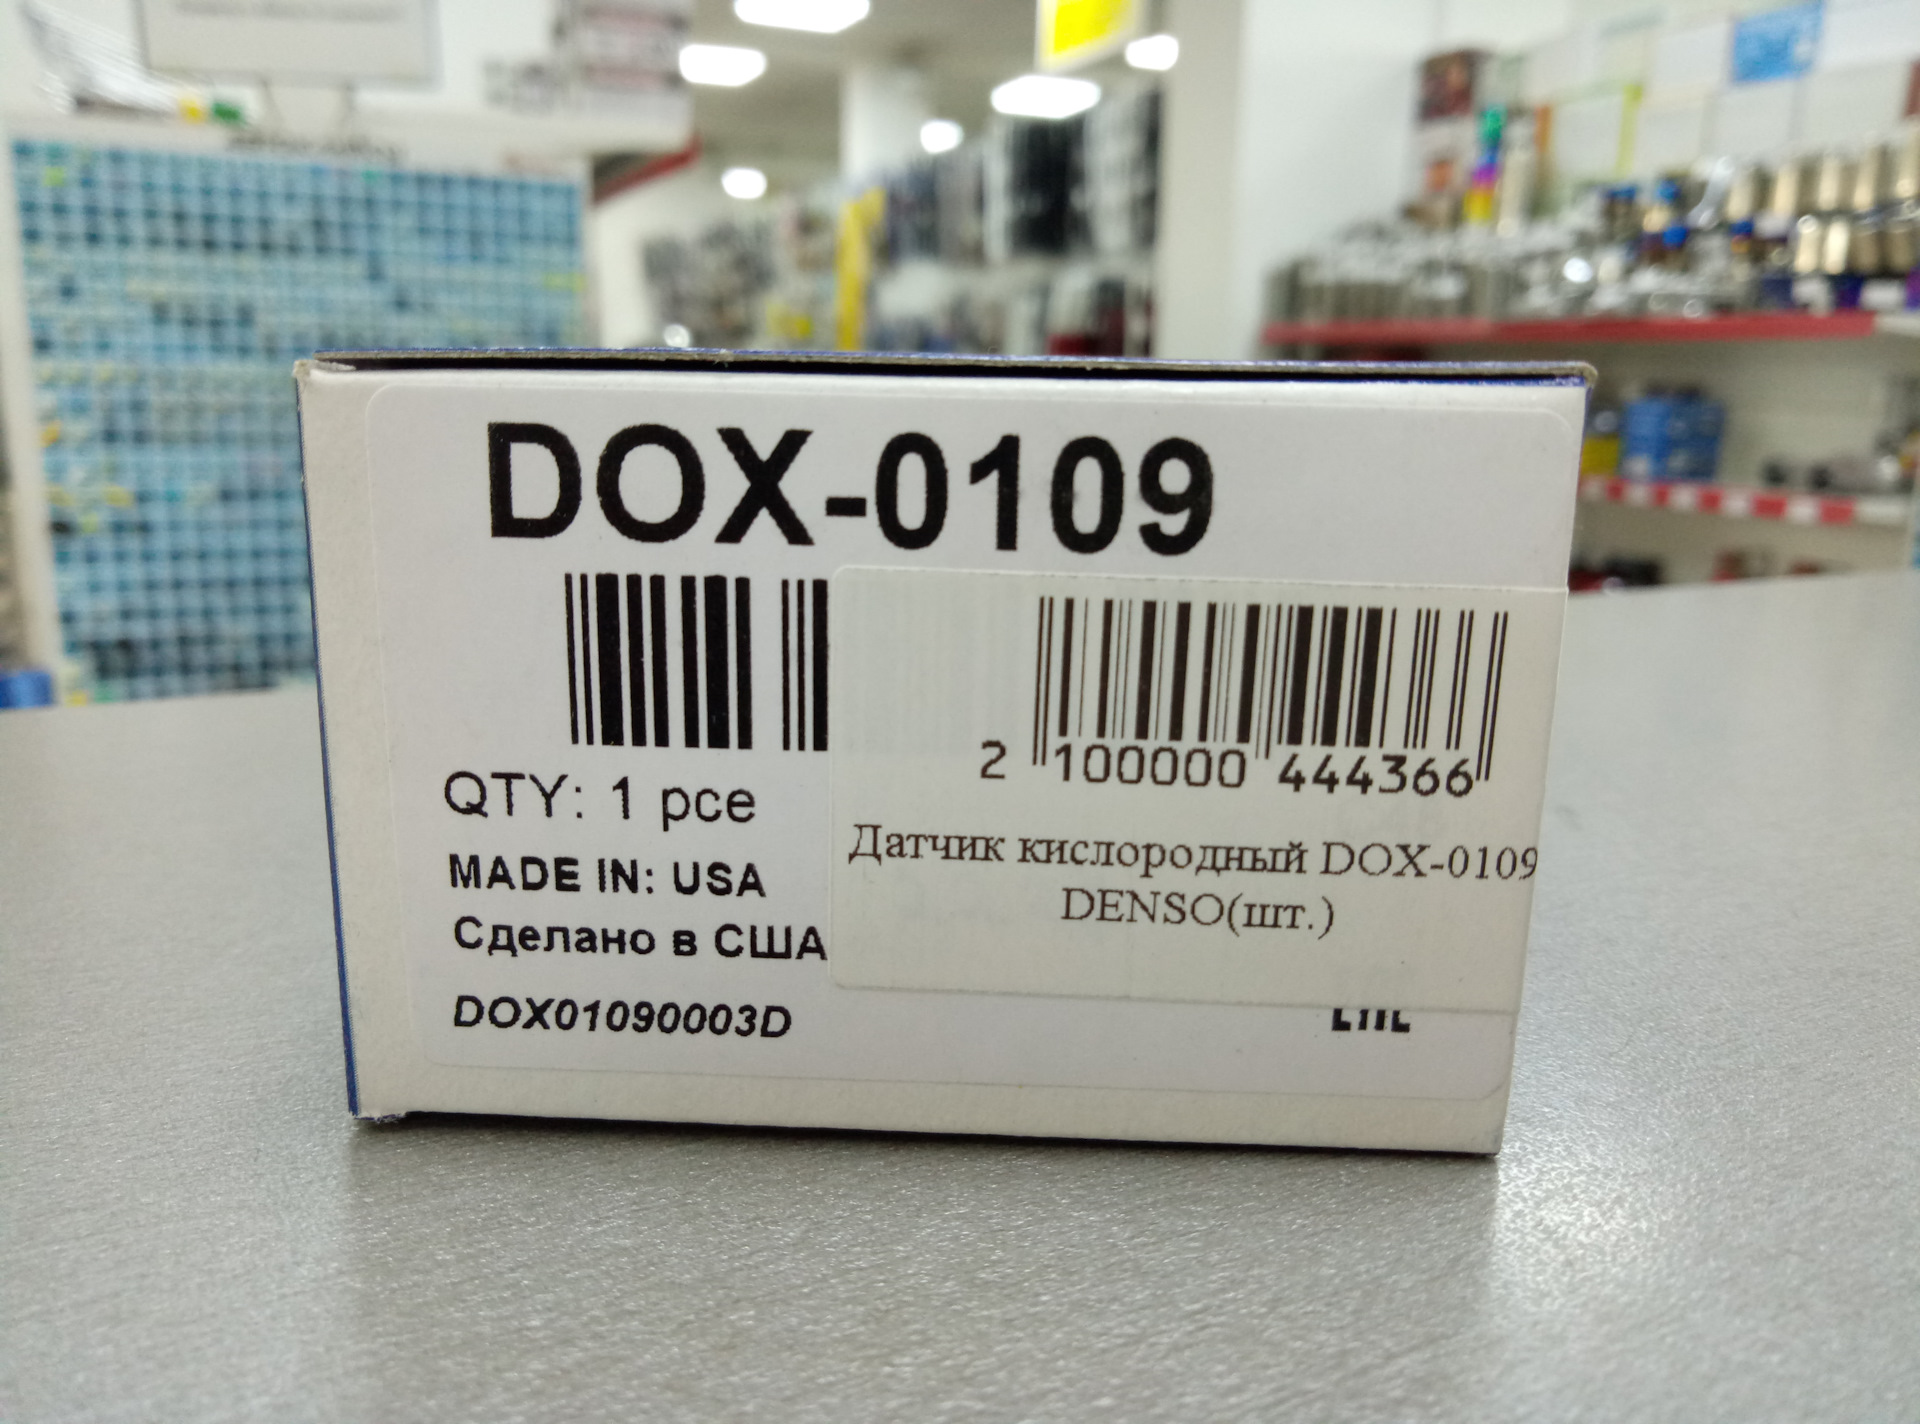 DOX-0109
2 100000 444366
QTY: 1 pce
MADE IN: USA
Сделано в США
Датчик кислородный DOX-0109
DENSO(шт.)
DOX01090003D